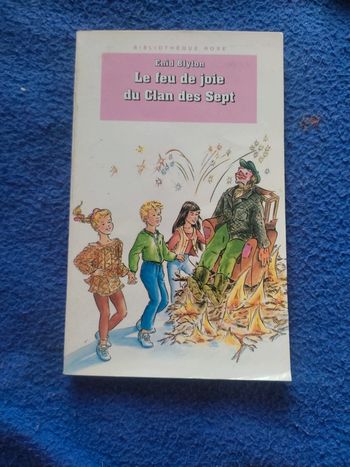 BIBLIOTHÈQUE ROSE
Enid Blyton
Le feu de joie
du Clan des Sept